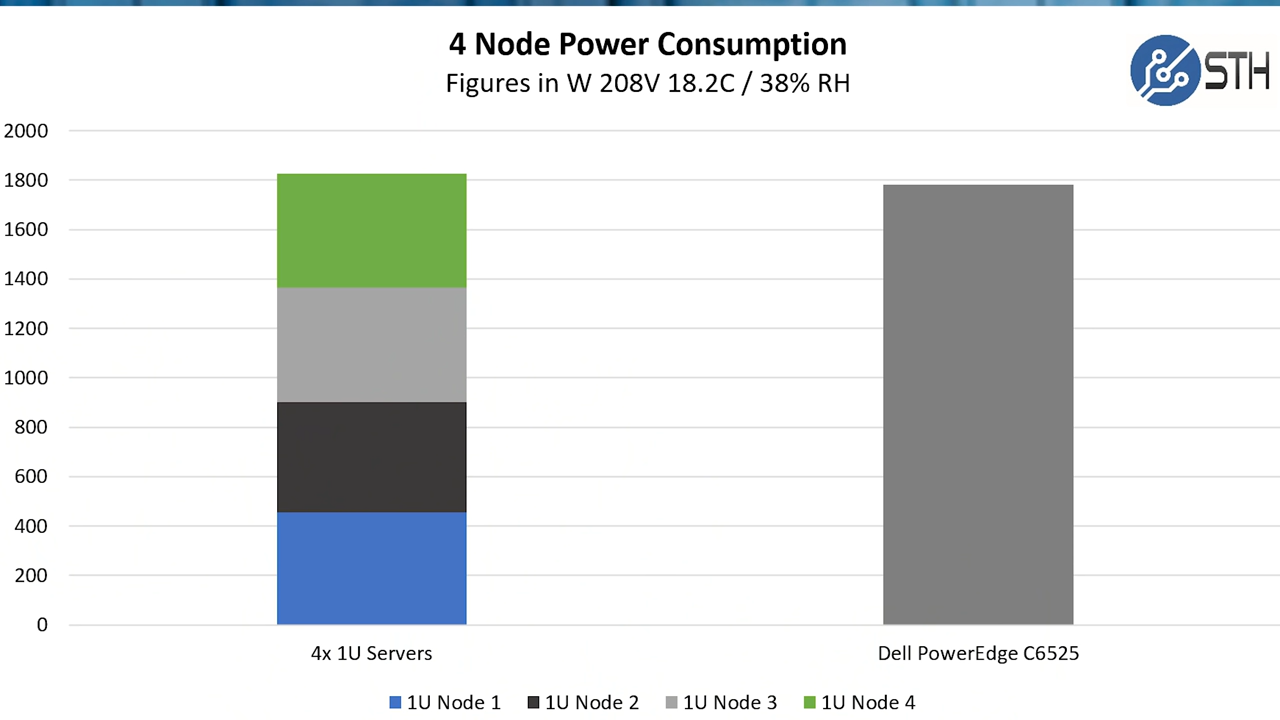 4 Node Power Consumption
Figures in W 208V 18.2C / 38% RH
STH
2000
1800
1600
1400
1200
1000
800
600
400
200
0
4x 1U Servers
Dell PowerEdge C6525
1U Node 1
1U Node 2
1U Node 3
1U Node 4